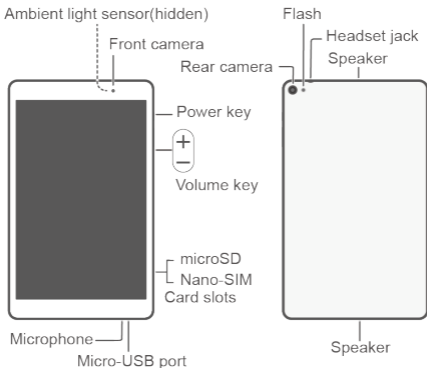 Ambient light sensor(hidden)
Front camera
Power key
+
−
Volume key
microSD
Nano-SIM
Card slots
Microphone
Micro-USB port
Flash
Headset jack
Speaker
Rear camera
Speaker